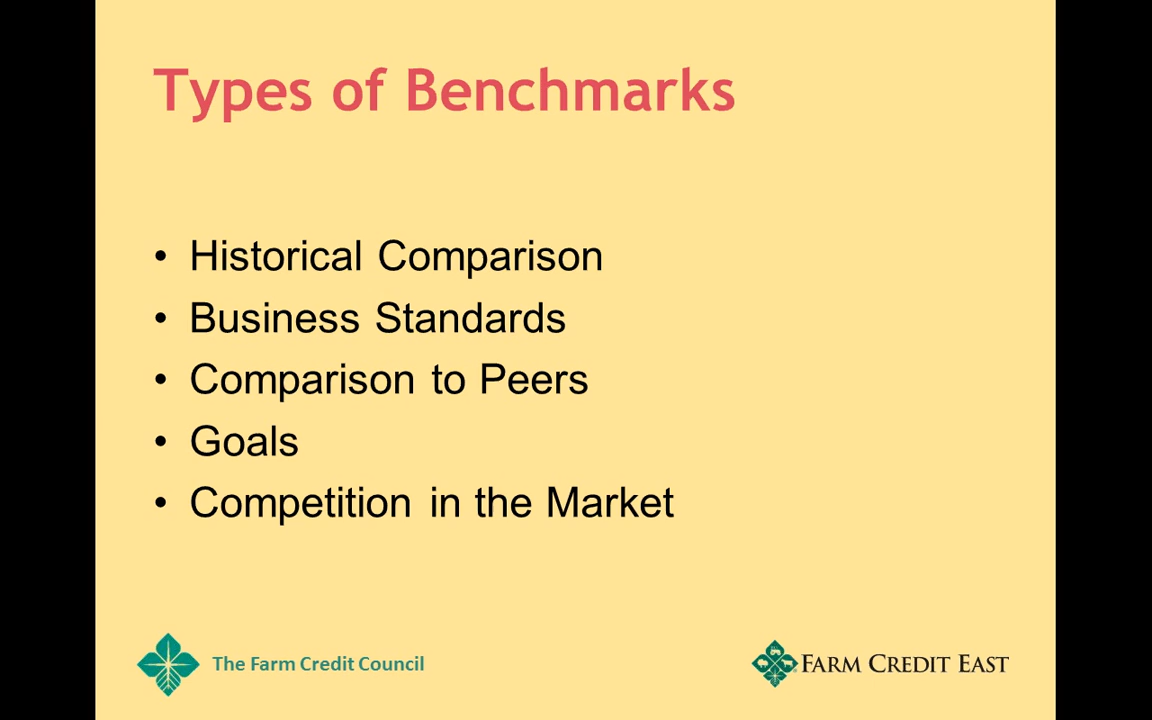 Types of Benchmarks
• Historical Comparison
• Business Standards
• Comparison to Peers
• Goals
• Competition in the Market
The Farm Credit Council
FARM CREDIT EAST